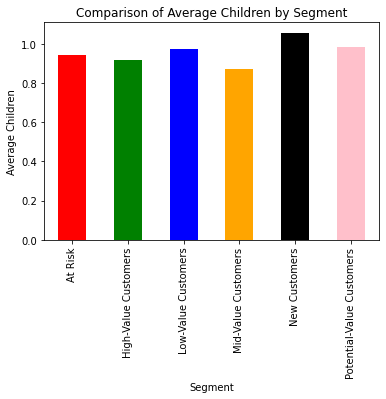 Comparison of Average Children by Segment
Average Children
1.0
0.8
0.6
0.4
0.2
0.0
At Risk
High-Value Customers
Low-Value Customers
Mid-Value Customers
New Customers
Potential-Value Customers
Segment